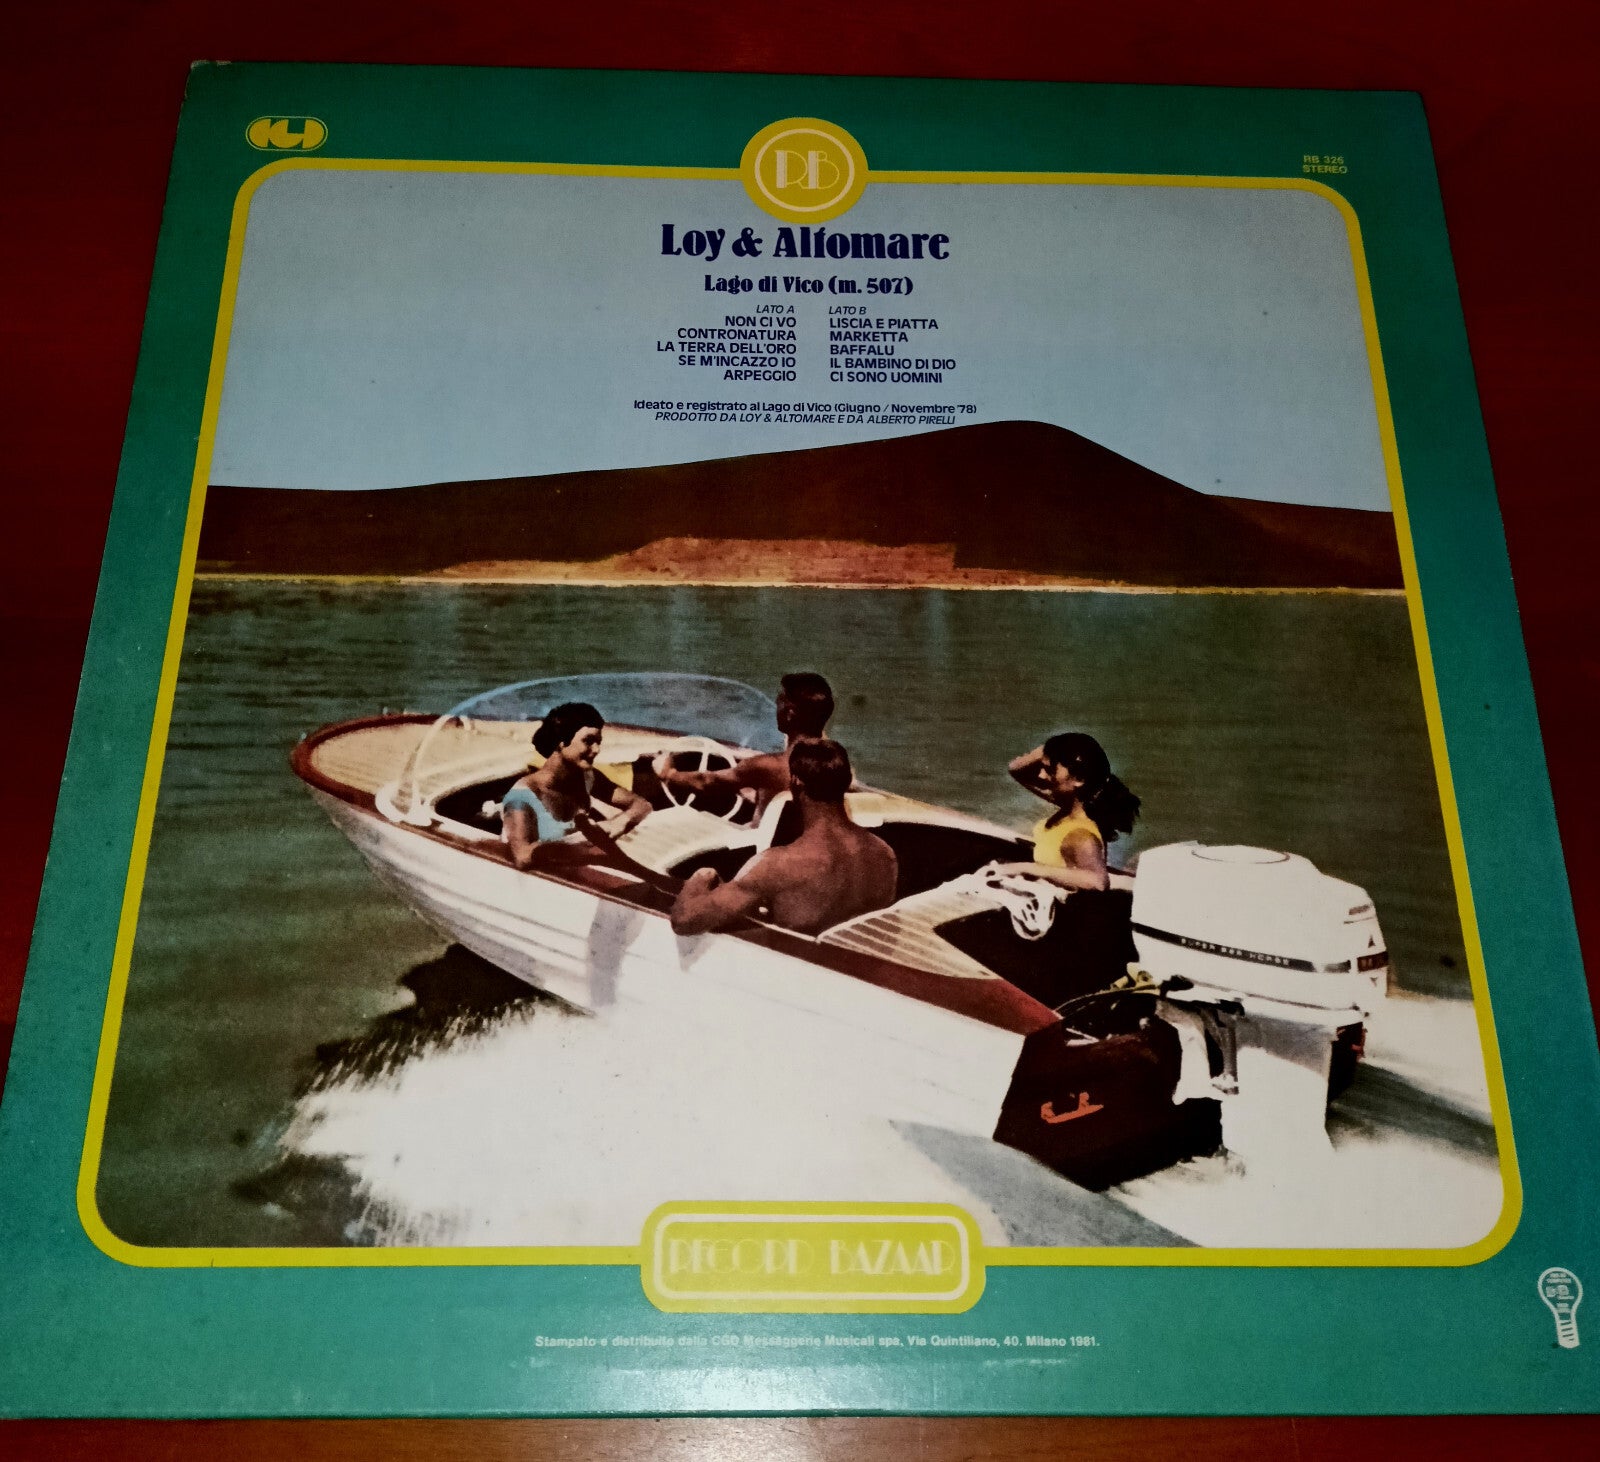 CGD
RB
RB 326
STEREO
Loy & Altomare
Lago di Vico (m. 507)
LATO A
NON CI VO
CONTRONATURA
LA TERRA DELL'ORO
SE M'INCAZZO IO
ARPEGGIO
LATO B
LISCIA E PIATTA
MARKETTA
BAFFALU
IL BAMBINO DI DIO
CI SONO UOMINI
Ideato e registrato al Lago di Vico (Giugno / Novembre '78)
PRODOTTO DA LOY & ALTOMARE E DA ALBERTO PIRELLI
RECORD BAZAAR
Stampato e distribuito dalla CGD Messaggerie Musicali spa, Via Quintiliano, 40. Milano 1981.